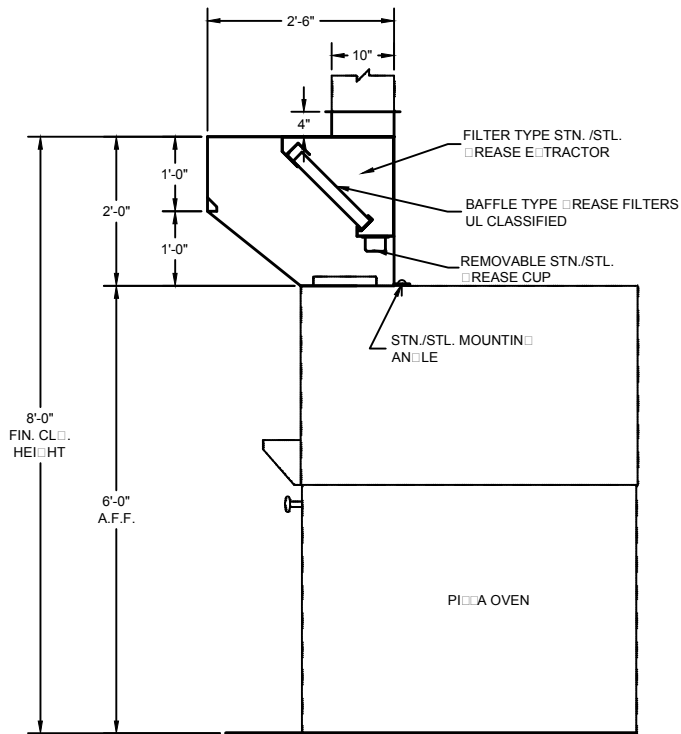 2'-6"
10"
4"
FILTER TYPE STN. /STL.
□REASE E□TRACTOR
1'-0"
BAFFLE TYPE □REASE FILTERS
UL CLASSIFIED
2'-0"
1'-0"
REMOVABLE STN./STL.
□REASE CUP
STN./STL. MOUNTIN□
AN□LE
8'-0"
FIN. CL□.
HEI□HT
6'-0"
A.F.F.
PI□□A OVEN